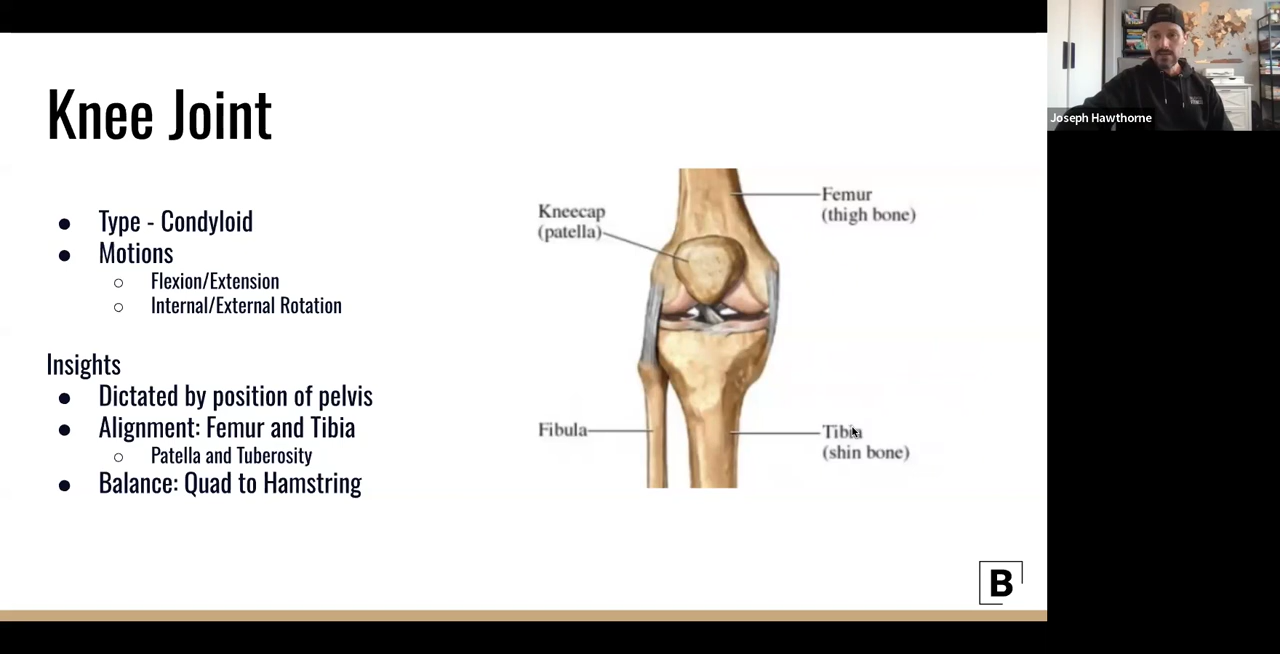 Knee Joint
Type - Condyloid
Motions
Flexion/Extension
Internal/External Rotation
Insights
Dictated by position of pelvis
Alignment: Femur and Tibia
Patella and Tuberosity
Balance: Quad to Hamstring
Kneecap
(patella)
Femur
(thigh bone)
Fibula
Tibia
(shin bone)
B
Joseph Hawthorne